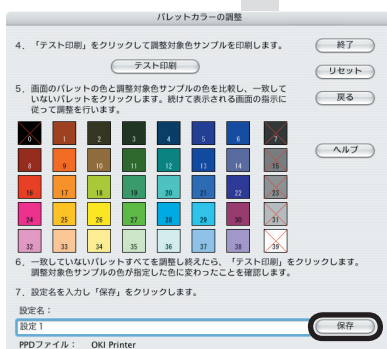 パレットカラーの調整
4. 「テスト印刷」をクリックして調整対象色サンプルを印刷します。
終了
テスト印刷
リセット
5. 画面のパレットの色と調整対象色サンプルの色を比較し、一致して
いないパレットをクリックします。続けて表示される画面の指示に
従って調整を行います。
戻る
ヘルプ
0 1 2 3 4 5 6 7
8 9 10 11 12 13 14 15
16 17 18 19 20 21 22 23
24 25 26 27 28 29 30 31
32 33 34 35 36 37 38 39
6. 一致していないパレットすべてを調整し終えたら、「テスト印刷」をクリックします。
調整対象色サンプルの色が指定した色に変わったことを確認します。
7. 設定名を入力し「保存」をクリックします。
設定名：
設定 1
保存
PPDファイル： OKI Printer